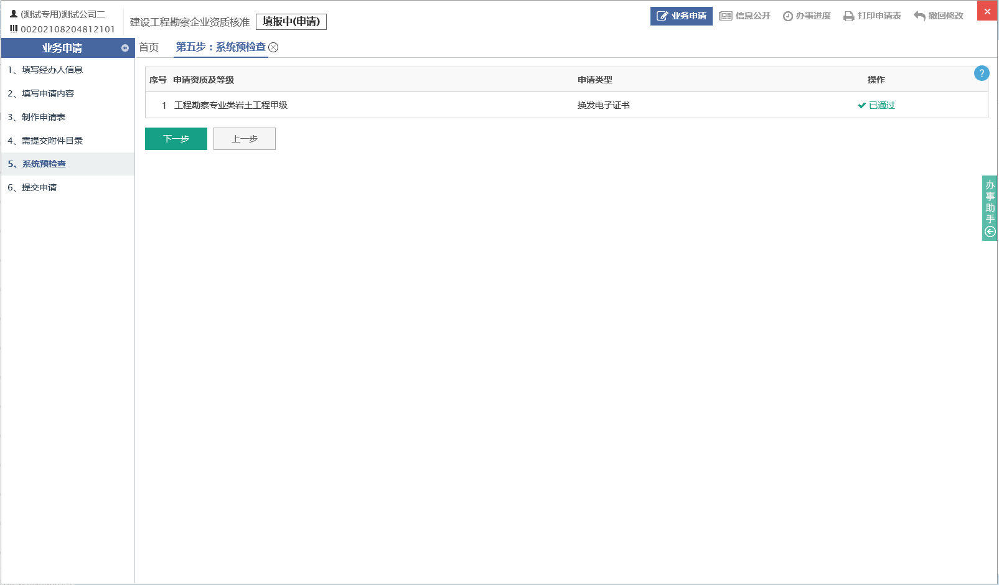 (测试专用)测试公司二
00202108204812101
建设工程勘察企业资质核准 填报中(申请)
业务申请 信息公开 办事进度 打印申请表 撤回修改
业务申请
首页 第五步：系统预检查
1、填写经办人信息
2、填写申请内容
3、制作申请表
4、需提交附件目录
5、系统预检查
6、提交申请
序号 申请资质及等级 申请类型 操作
?
1 工程勘察专业类岩土工程甲级 换发电子证书 已通过
下一步 上一步
办事助手